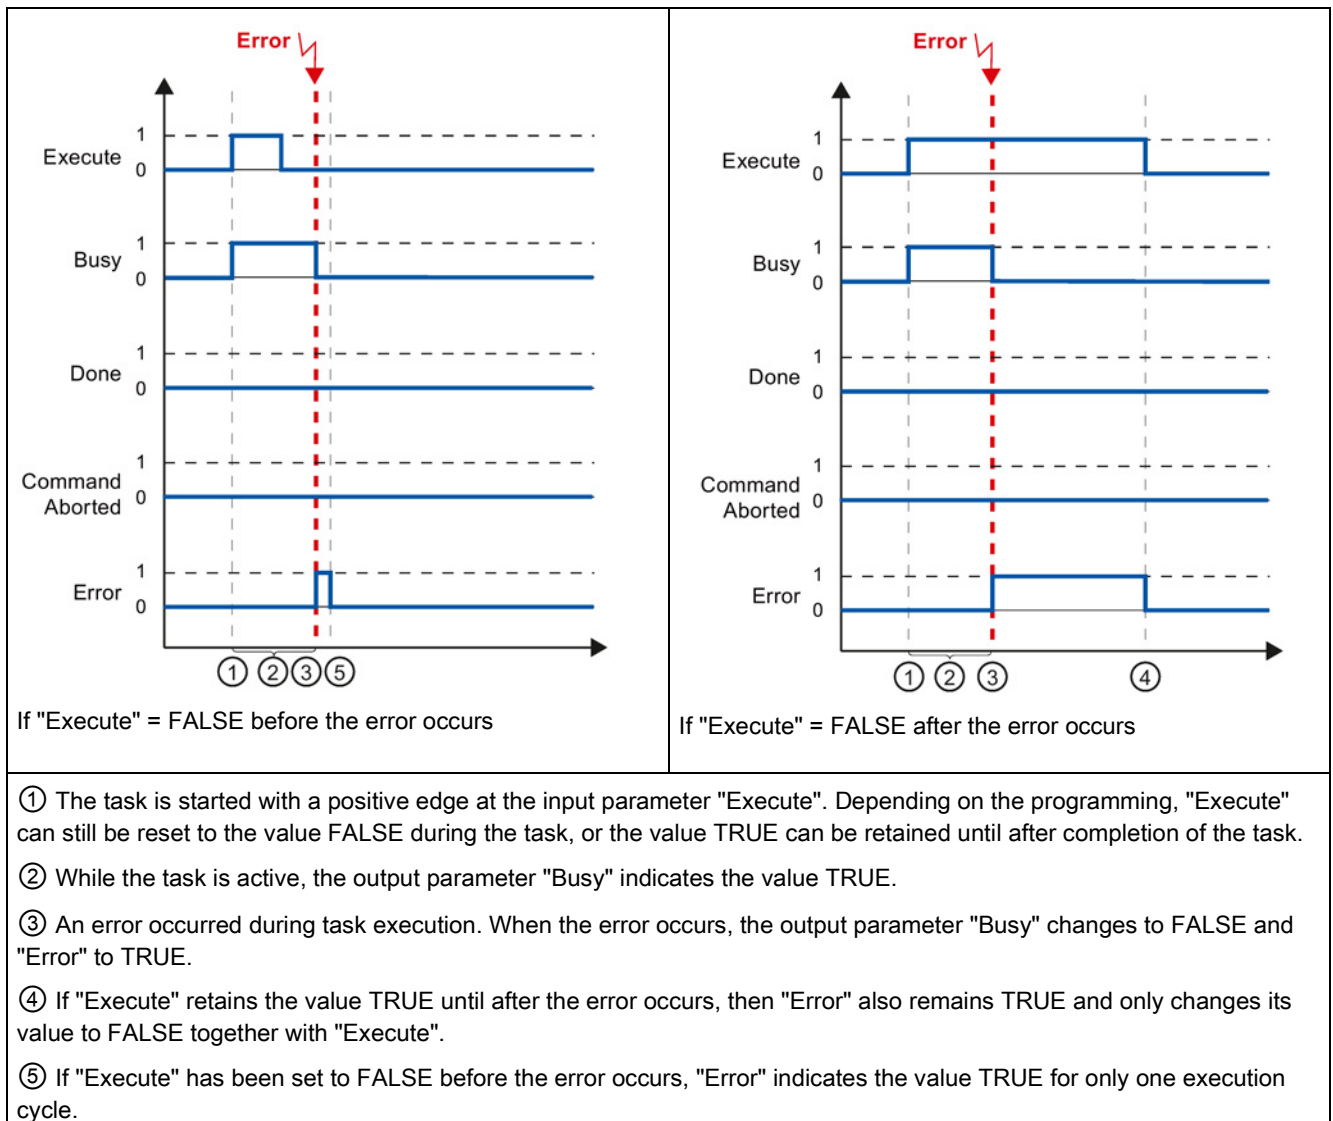 Error
1
Execute
0
1
Busy
0
1
Done
0
1
Command
Aborted
0
1
Error
0
① ② ③ ⑤
If "Execute" = FALSE before the error occurs
Error
1
Execute
0
1
Busy
0
1
Done
0
1
Command
Aborted
0
1
Error
0
① ② ③ ④
If "Execute" = FALSE after the error occurs
① The task is started with a positive edge at the input parameter "Execute". Depending on the programming, "Execute"
can still be reset to the value FALSE during the task, or the value TRUE can be retained until after completion of the task.
② While the task is active, the output parameter "Busy" indicates the value TRUE.
③ An error occurred during task execution. When the error occurs, the output parameter "Busy" changes to FALSE and
"Error" to TRUE.
④ If "Execute" retains the value TRUE until after the error occurs, then "Error" also remains TRUE and only changes its
value to FALSE together with "Execute".
⑤ If "Execute" has been set to FALSE before the error occurs, "Error" indicates the value TRUE for only one execution
cycle.